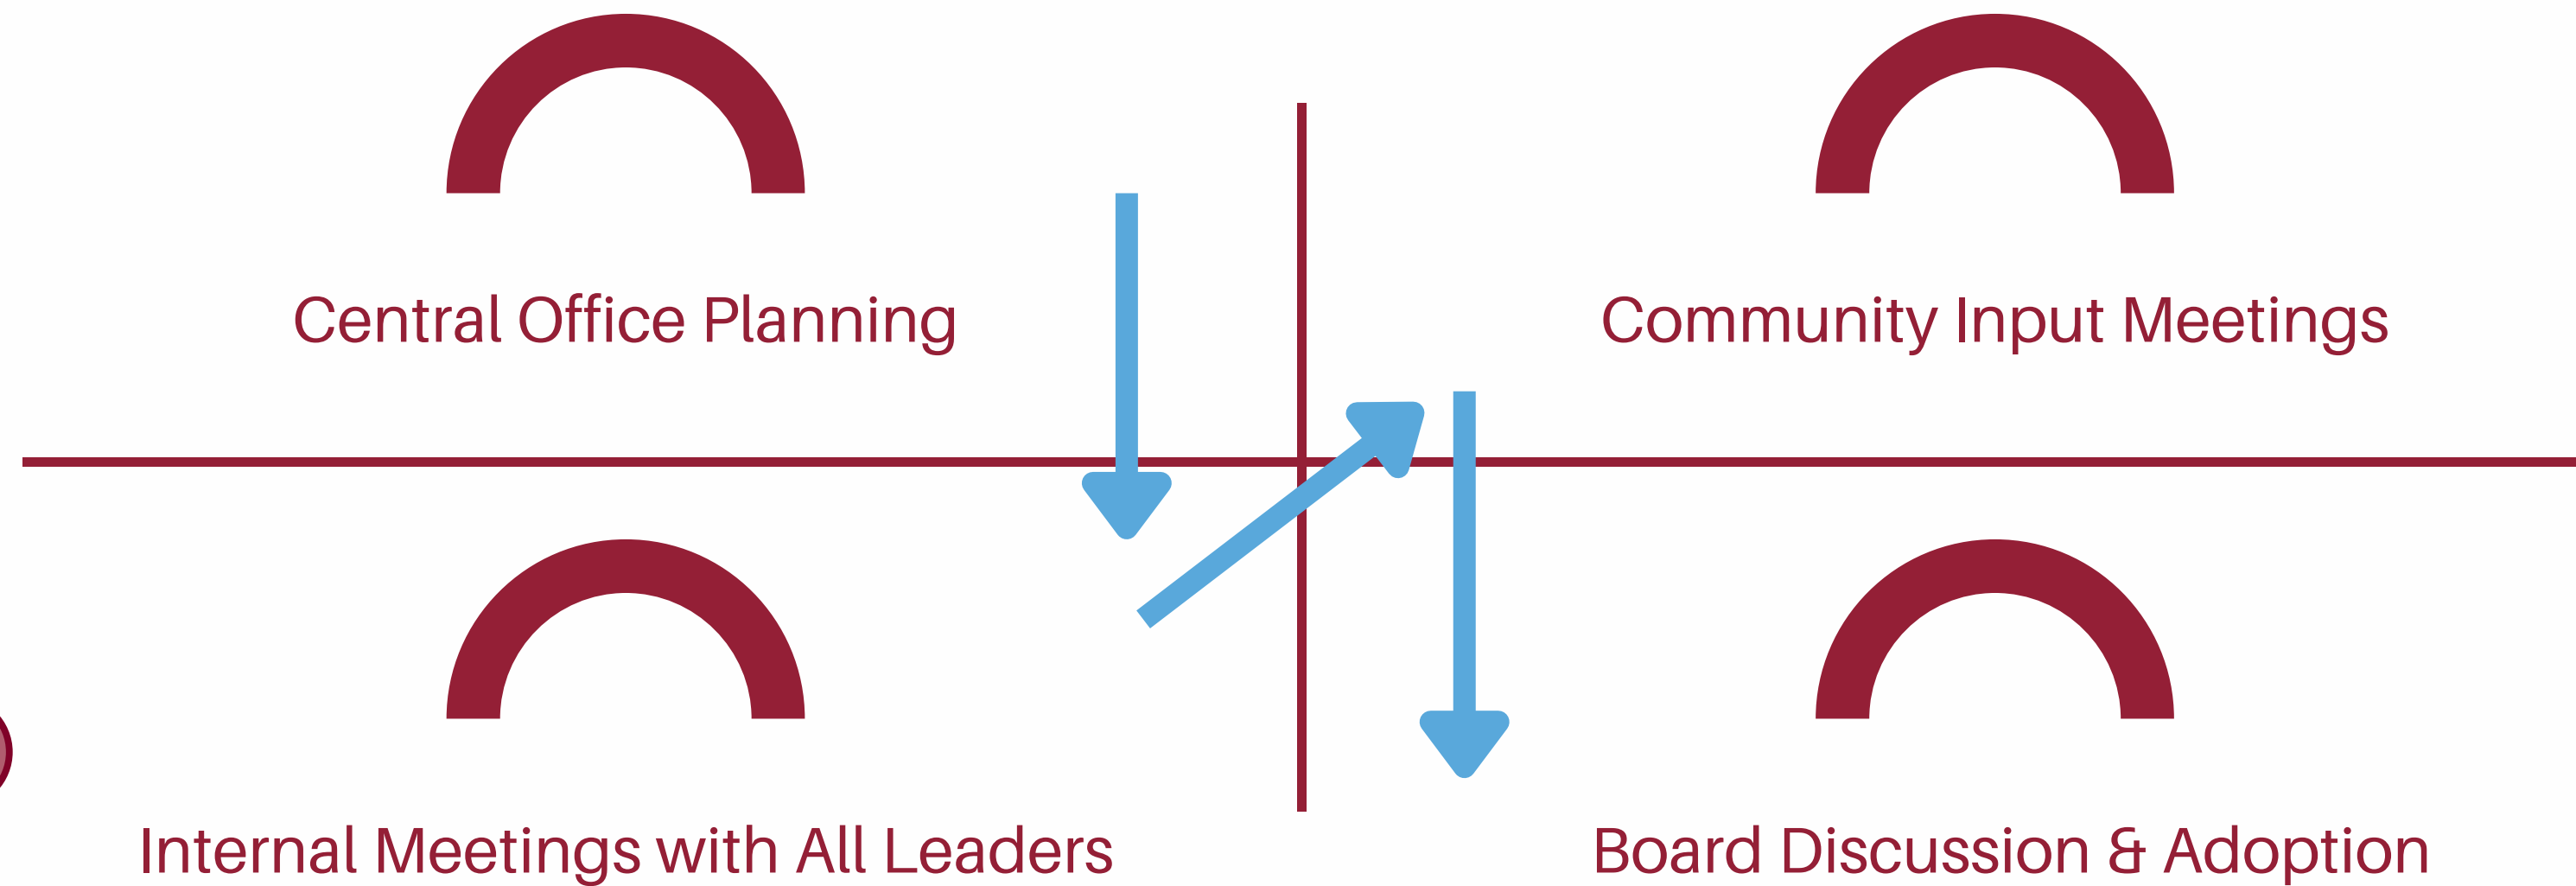 Central Office Planning
Community Input Meetings
Internal Meetings with All Leaders
Board Discussion & Adoption